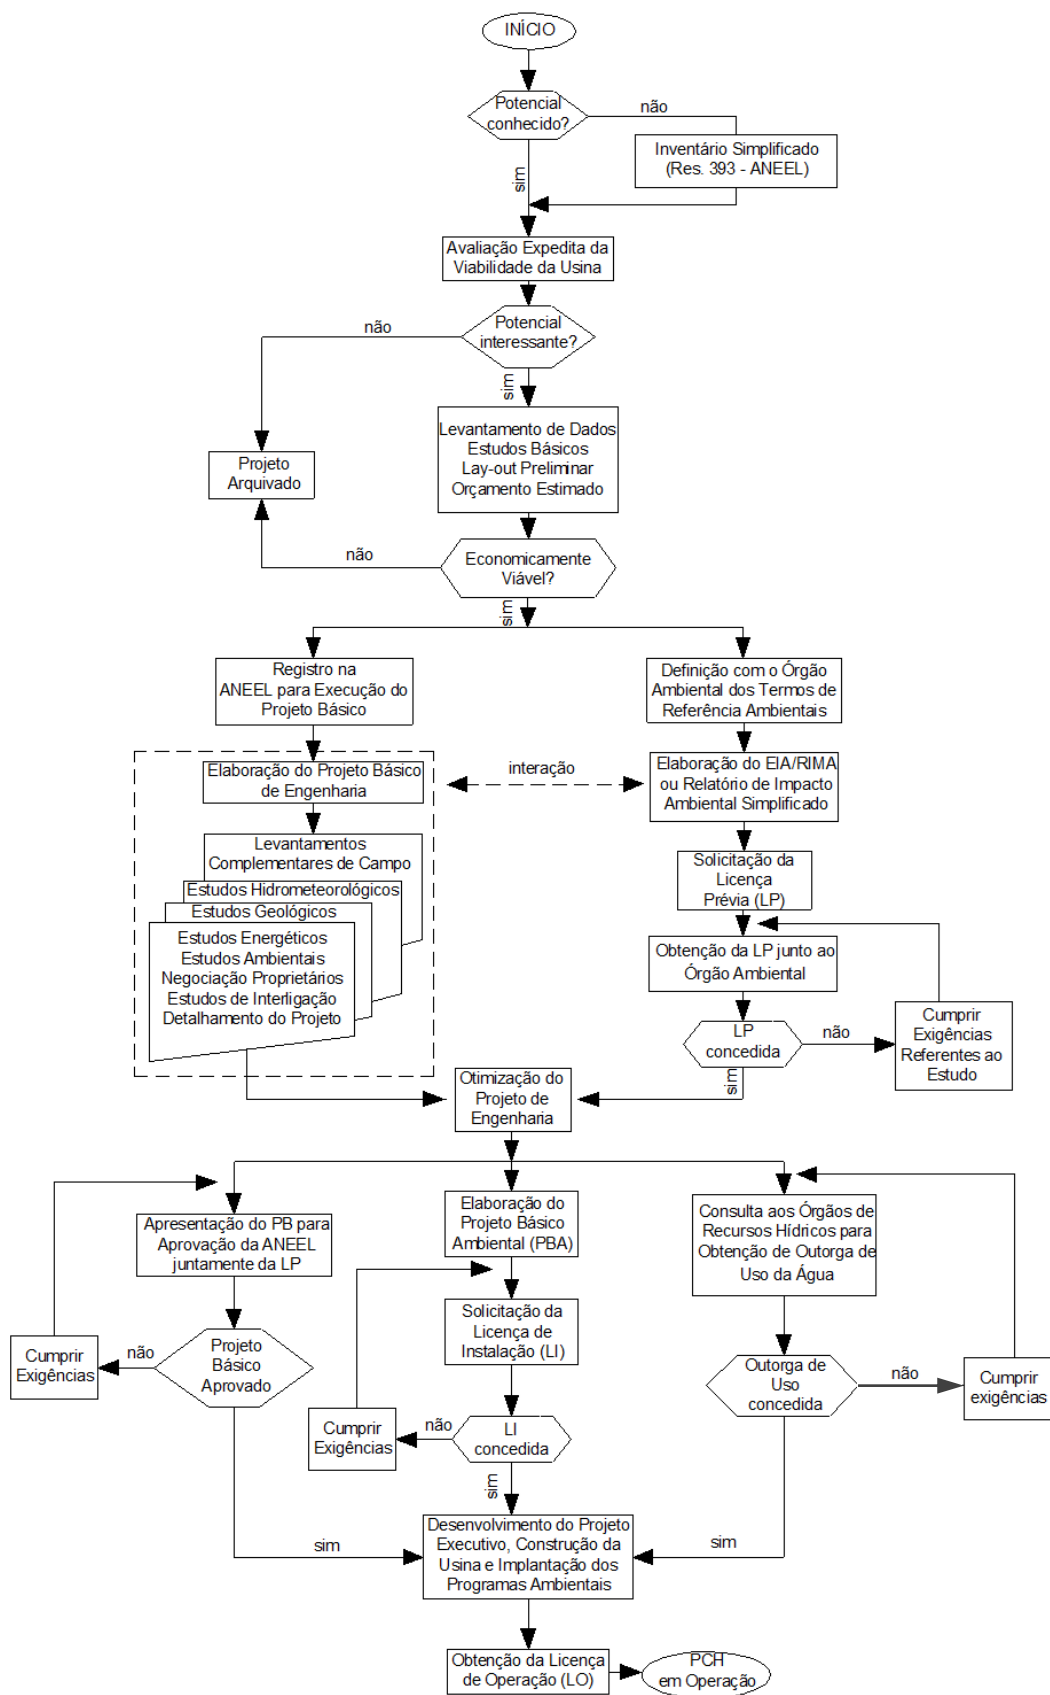 INÍCIO
Potencial
conhecido?
não
sim
Inventário Simplificado
(Res. 393 - ANEEL)
Avaliação Expedita da
Viabilidade da Usina
Potencial
interessante?
não
sim
Levantamento de Dados
Estudos Básicos
Lay-out Preliminar
Orçamento Estimado
Projeto
Arquivado
Economicamente
Viável?
não
sim
Registro na
ANEEL para Execução do
Projeto Básico
Definição com o Órgão
Ambiental dos Termos de
Referência Ambientais
Elaboração do Projeto Básico
de Engenharia
interação
Elaboração do EIA/RIMA
ou Relatório de Impacto
Ambiental Simplificado
Levantamentos
Complementares de Campo
Estudos Hidrometeorológicos
Estudos Geológicos
Estudos Energéticos
Estudos Ambientais
Negociação Proprietários
Estudos de Interligação
Detalhamento do Projeto
Solicitação da
Licença
Prévia (LP)
Obtenção da LP junto ao
Órgão Ambiental
LP
concedida
não
sim
Cumprir
Exigências
Referentes ao
Estudo
Otimização do
Projeto de
Engenharia
Apresentação do PB para
Aprovação da ANEEL
juntamente da LP
Elaboração do
Projeto Básico
Ambiental (PBA)
Consulta aos Órgãos de
Recursos Hídricos para
Obtenção de Outorga de
Uso da Água
Solicitação da
Licença de
Instalação (LI)
Cumprir
Exigências
não
Projeto
Básico
Aprovado
Outorga de
Uso
concedida
não
Cumprir
exigências
Cumprir
Exigências
não
LI
concedida
sim
sim
Desenvolvimento do Projeto
Executivo, Construção da
Usina e Implantação dos
Programas Ambientais
sim
Obtenção da Licença
de Operação (LO)
PCH
em Operação